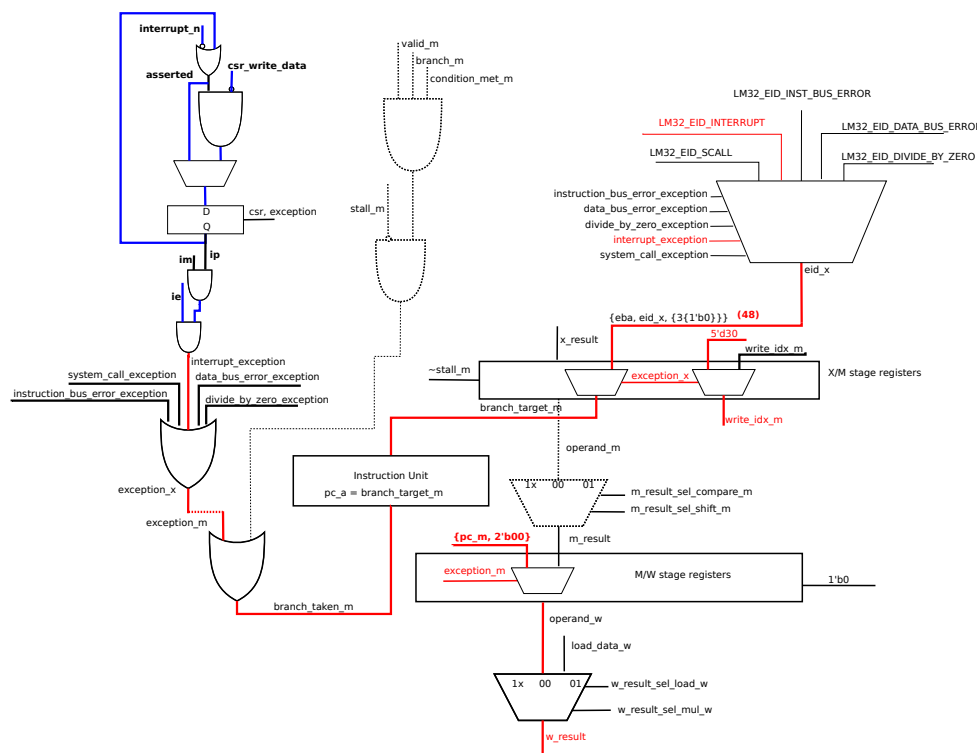 interrupt_n
valid_m
branch_m
condition_met_m
csr_write_data
asserted
LM32_EID_INST_BUS_ERROR
LM32_EID_INTERRUPT
LM32_EID_DATA_BUS_ERROR
LM32_EID_SCALL
LM32_EID_DIVIDE_BY_ZERO
instruction_bus_error_exception
data_bus_error_exception
divide_by_zero_exception
interrupt_exception
system_call_exception
eid_x
D
Q
csr, exception
stall_m
im
ip
ie
{eba, eid_x, {3{1'b0}}}
(48)
5'd30
x_result
write_idx_m
interrupt_exception
system_call_exception
data_bus_error_exception
instruction_bus_error_exception
divide_by_zero_exception
~stall_m
exception_x
X/M stage registers
branch_target_m
write_idx_m
operand_m
Instruction Unit
pc_a = branch_target_m
1x 00 01
m_result_sel_compare_m
m_result_sel_shift_m
exception_x
exception_m
m_result
{pc_m, 2'b00}
exception_m
M/W stage registers
1'b0
branch_taken_m
operand_w
load_data_w
1x 00 01
w_result_sel_load_w
w_result_sel_mul_w
w_result